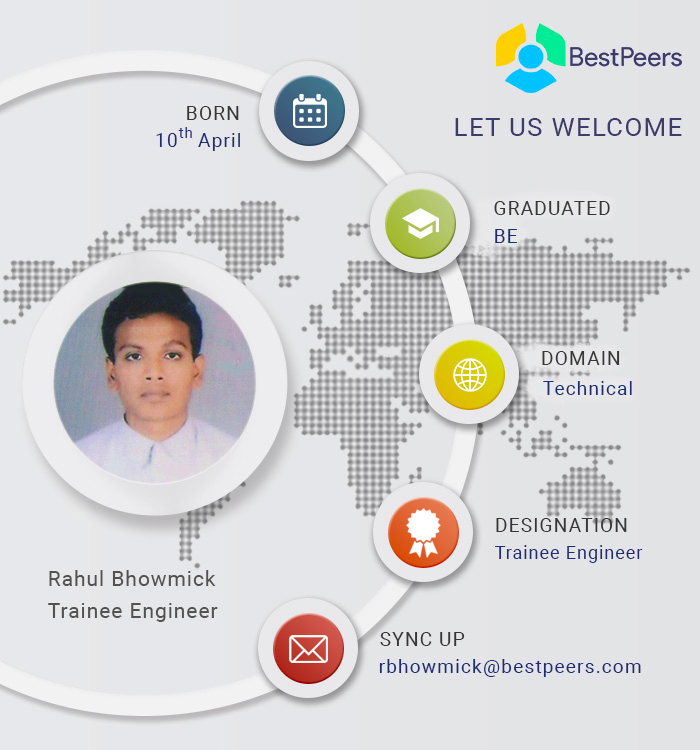 BestPeers
LET US WELCOME
BORN
10th April
GRADUATED
BE
DOMAIN
Technical
DESIGNATION
Trainee Engineer
Rahul Bhowmick
Trainee Engineer
SYNC UP
rbhowmick@bestpeers.com